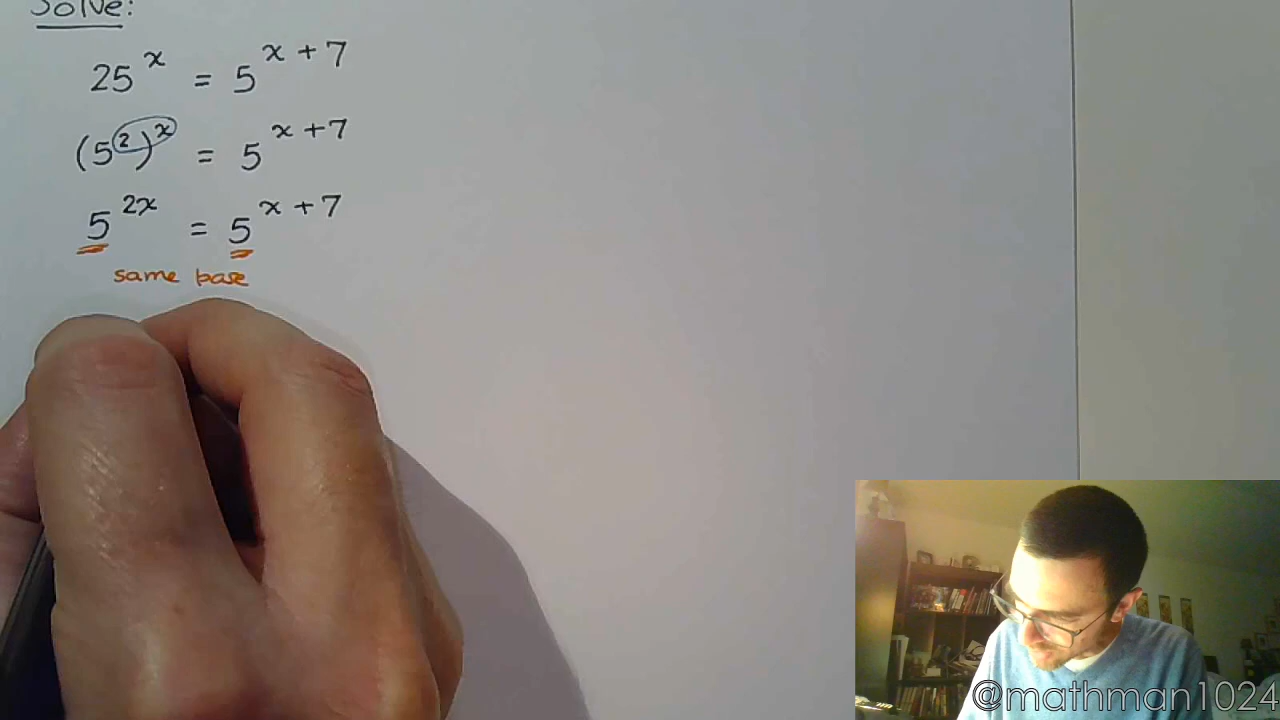 Solve:
25^x = 5^(x + 7)
(5^2)^x = 5^(x + 7)
5^(2x) = 5^(x + 7)
same base
@mathman1024